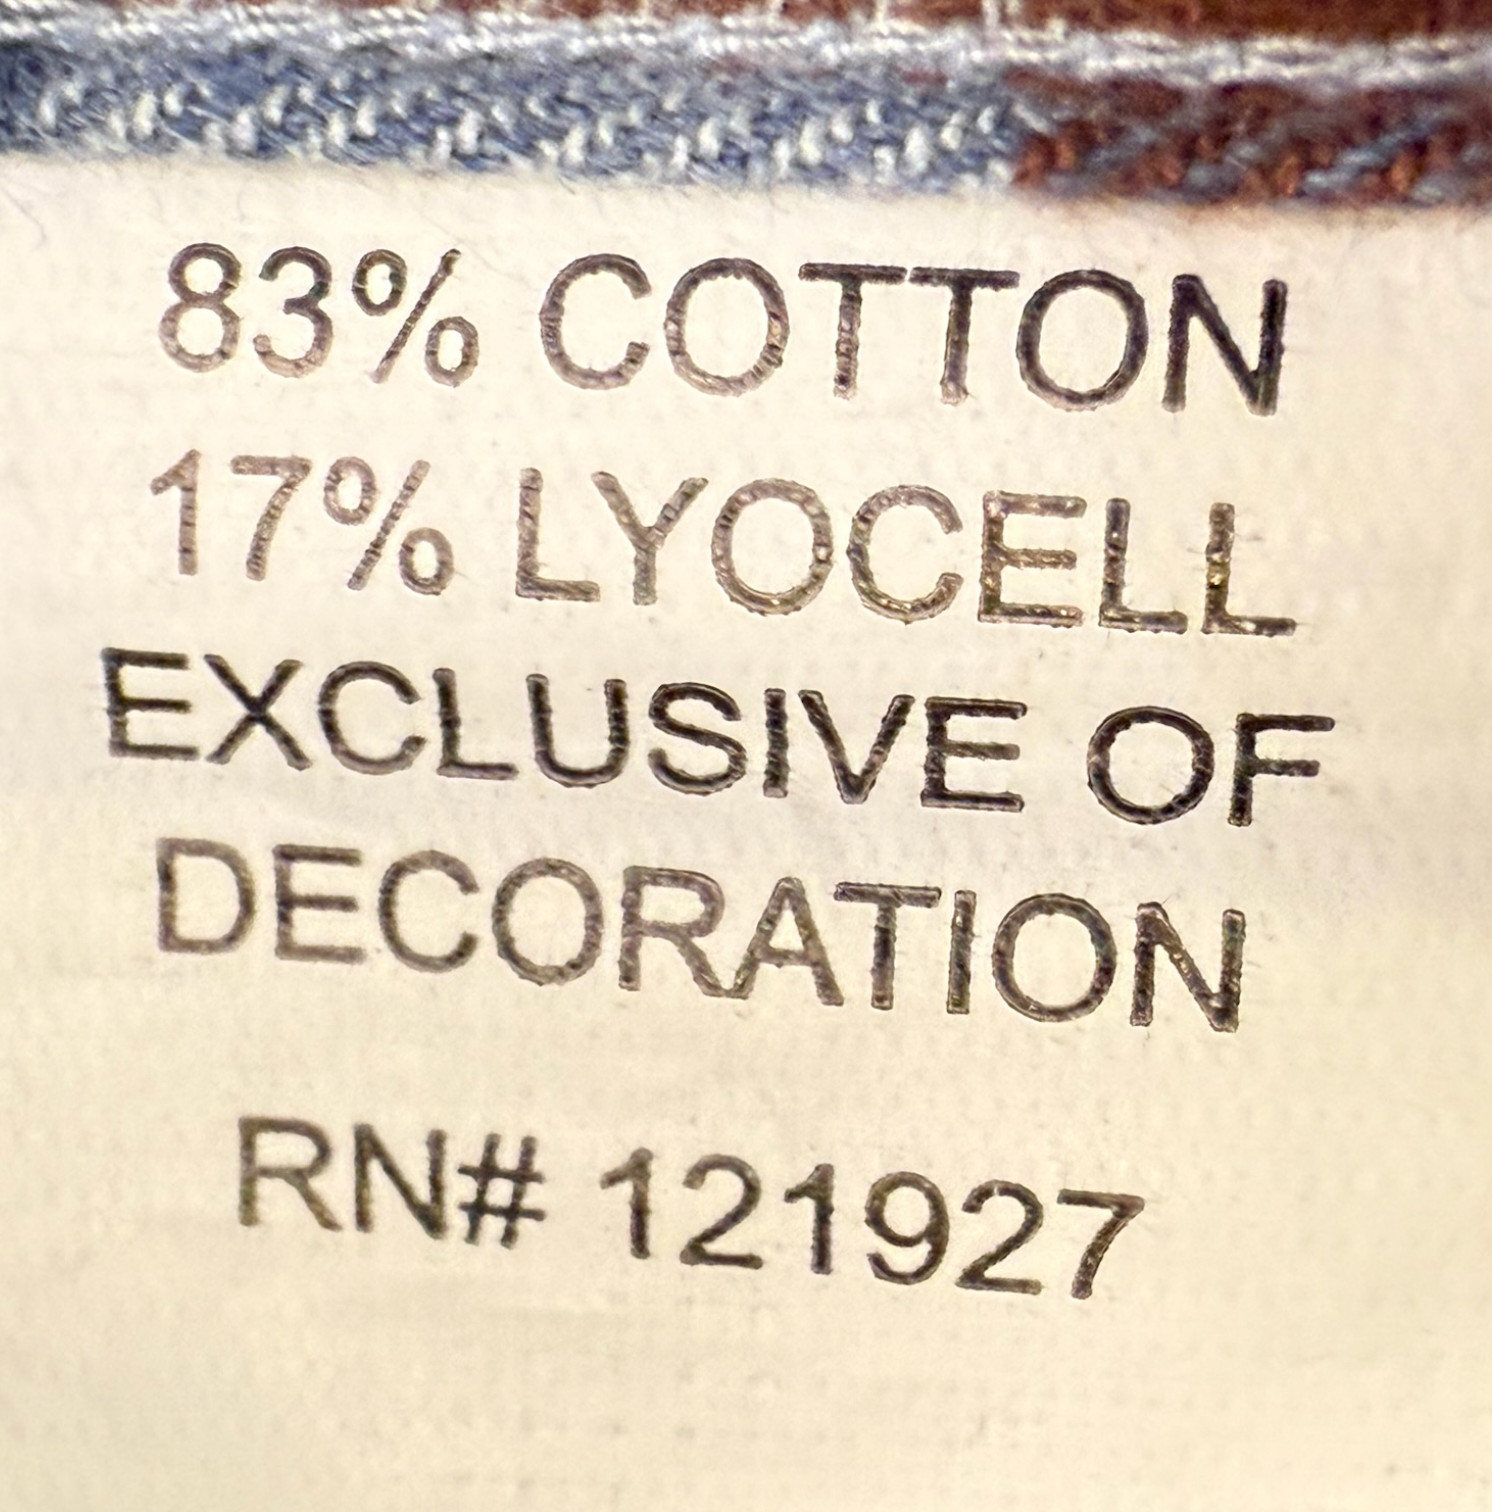 83% COTTON
17% LYOCELL
EXCLUSIVE OF
DECORATION
RN# 121927